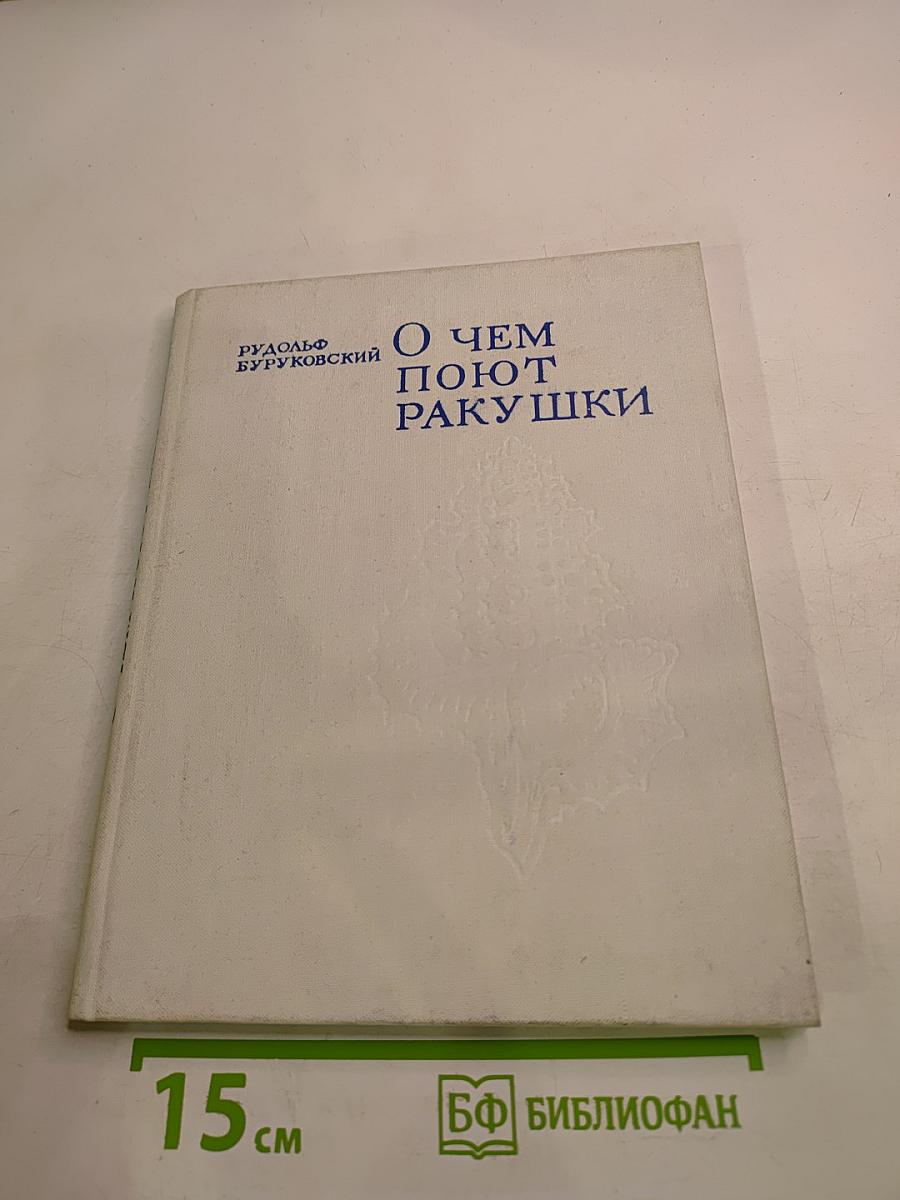 РУДОЛЬФ
БУРУКОВСКИЙ
О ЧЕМ
ПОЮТ
РАКУШКИ
15 см
БФ БИБЛИОФАН